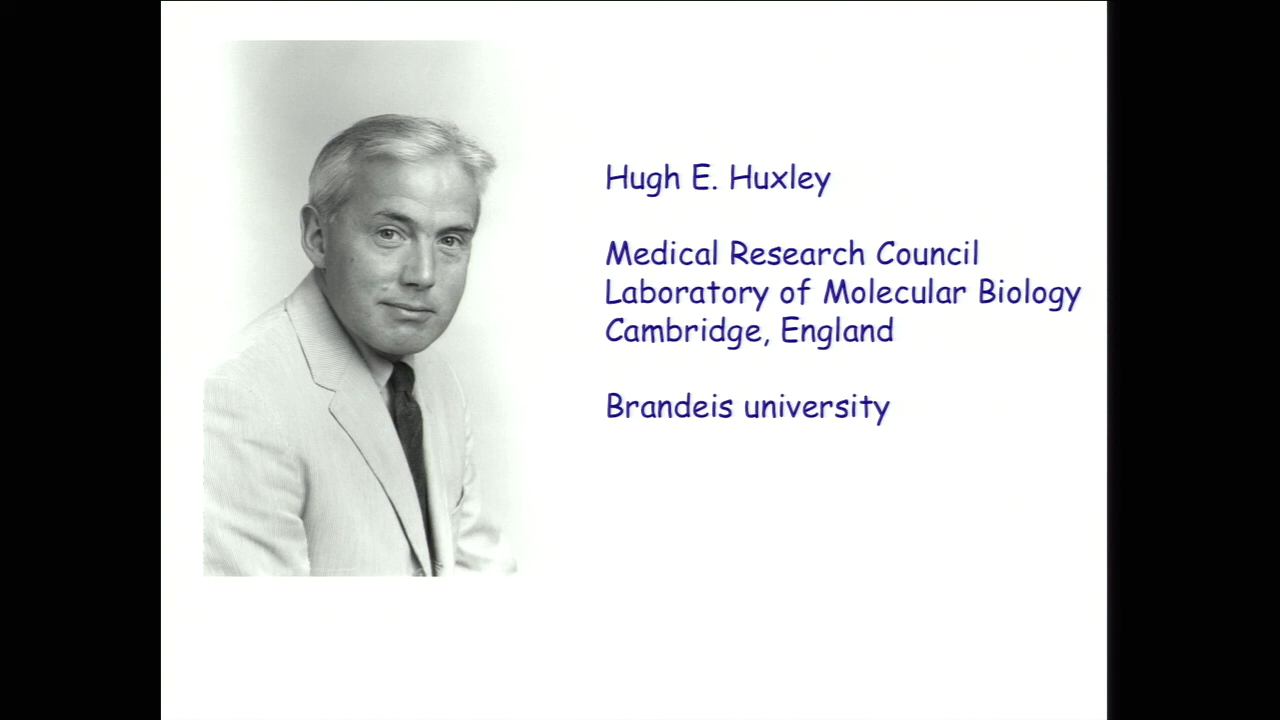 Hugh E. Huxley
Medical Research Council
Laboratory of Molecular Biology
Cambridge, England
Brandeis university